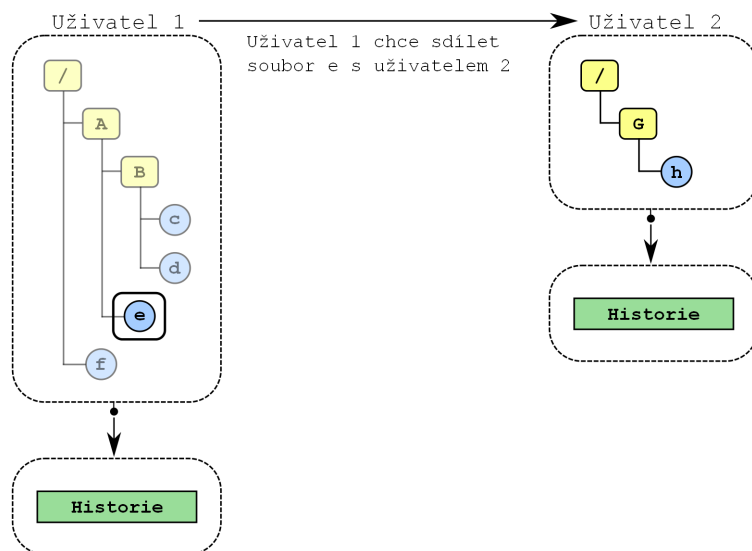 Uživatel 1
Uživatel 1 chce sdílet
soubor e s uživatelem 2
Uživatel 2
/
A
B
c
d
e
f
Historie
/
G
h
Historie